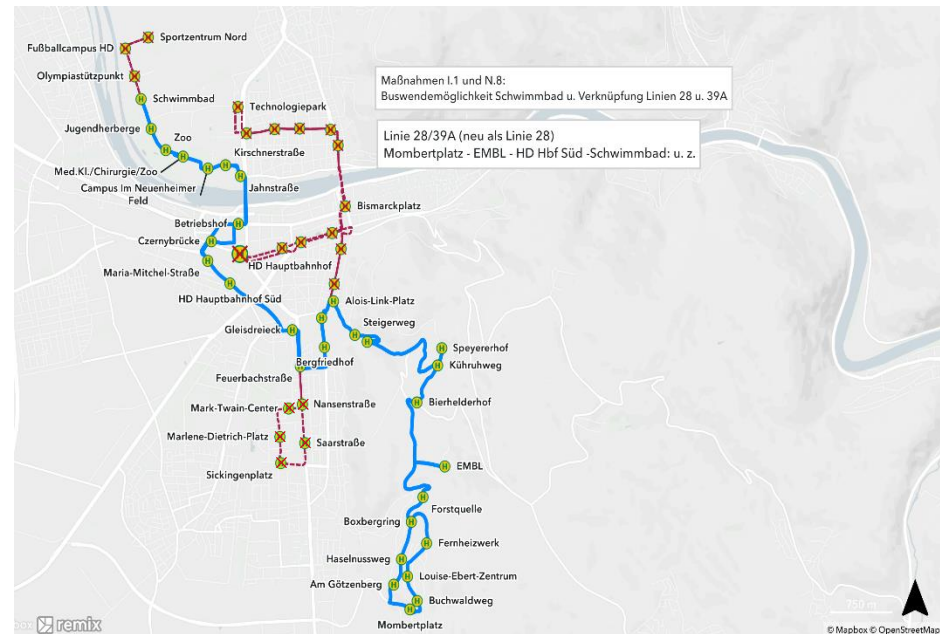 Sportzentrum Nord
Fußballcampus HD
Olympiastützpunkt
Schwimmbad
Maßnahmen I.1 und N.8:
Buswendemöglichkeit Schwimmbad u. Verknüpfung Linien 28 u. 39A
Technologiepark
Jugendherberge
Linie 28/39A (neu als Linie 28)
Mombertplatz - EMBL - HD Hbf Süd -Schwimmbad: u. z.
Zoo
Kirschnerstraße
Med.Kl./Chirurgie/Zoo
Campus Im Neuenheimer
Feld
Jahnstraße
Bismarckplatz
Betriebshof
Czernybrücke
HD Hauptbahnhof
Maria-Mitchel-Straße
HD Hauptbahnhof Süd
Alois-Link-Platz
Steigerweg
Gleisdreieck
Speyererhof
Bergfriedhof
Kühruhweg
Feuerbachstraße
Bierhelderhof
Mark-Twain-Center
Nansenstraße
Marlene-Dietrich-Platz
Saarstraße
EMBL
Sickingenplatz
Forstquelle
Boxbergring
Fernheizwerk
Haselnussweg
Louise-Ebert-Zentrum
Am Götzenberg
Buchwaldweg
Mombertplatz
750 m
box remix
© Mapbox © OpenStreetMap